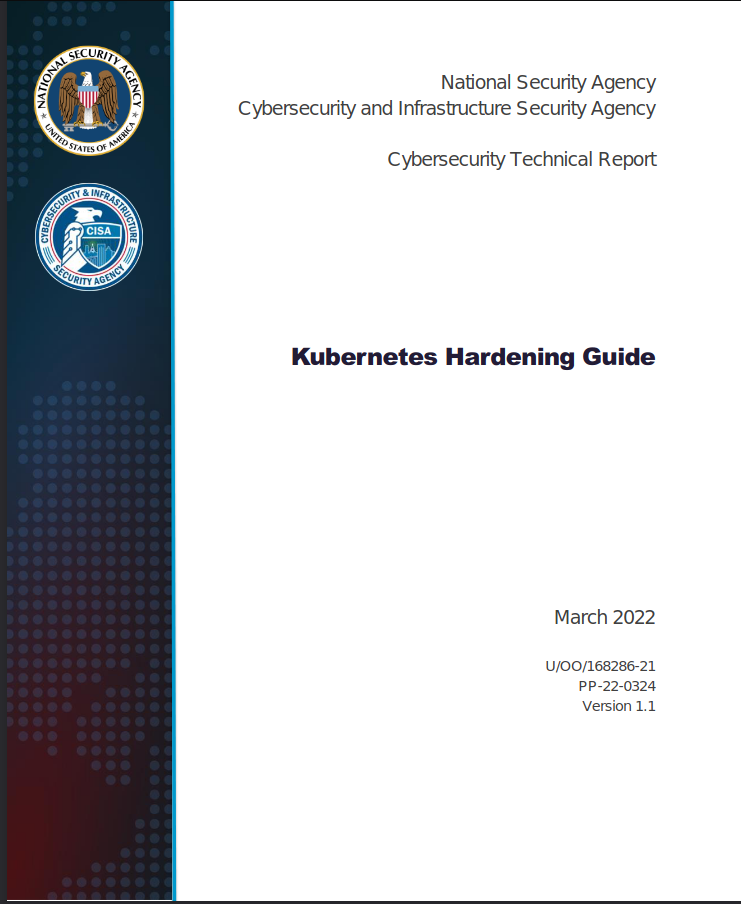 NATIONAL SECURITY AGENCY
UNITED STATES OF AMERICA
CYBERSECURITY & INFRASTRUCTURE
CISA
SECURITY AGENCY
National Security Agency
Cybersecurity and Infrastructure Security Agency
Cybersecurity Technical Report
Kubernetes Hardening Guide
March 2022
U/OO/168286-21
PP-22-0324
Version 1.1